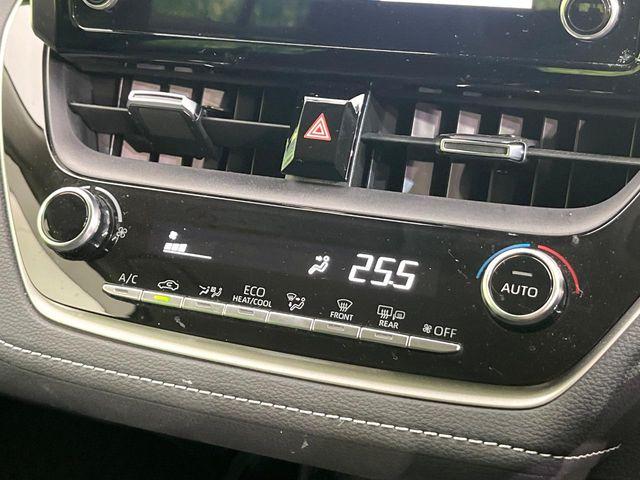 25.5
AUTO
A/C
ECO
HEAT/COOL
FRONT
REAR
OFF